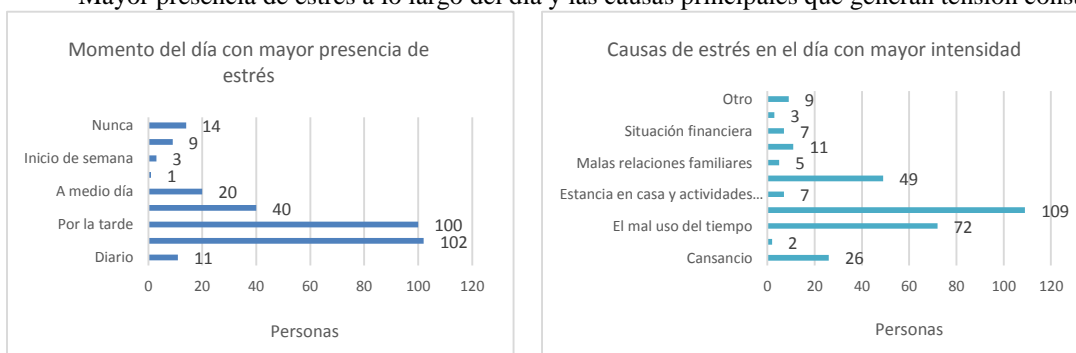 Mayor presencia de estrés a lo largo del día y las causas principales que generan tensión
Momento del día con mayor presencia de
estrés
Nunca 14
9
Inicio de semana 3
1
A medio día 20
40
Por la tarde 100
102
Diario 11
0 20 40 60 80 100 120
Personas
Causas de estrés en el día con mayor intensidad
Otro 9
3
Situación financiera 7
11
Malas relaciones familiares 5
49
Estancia en casa y actividades… 7
109
El mal uso del tiempo 72
2
Cansancio 26
0 20 40 60 80 100 120
Personas